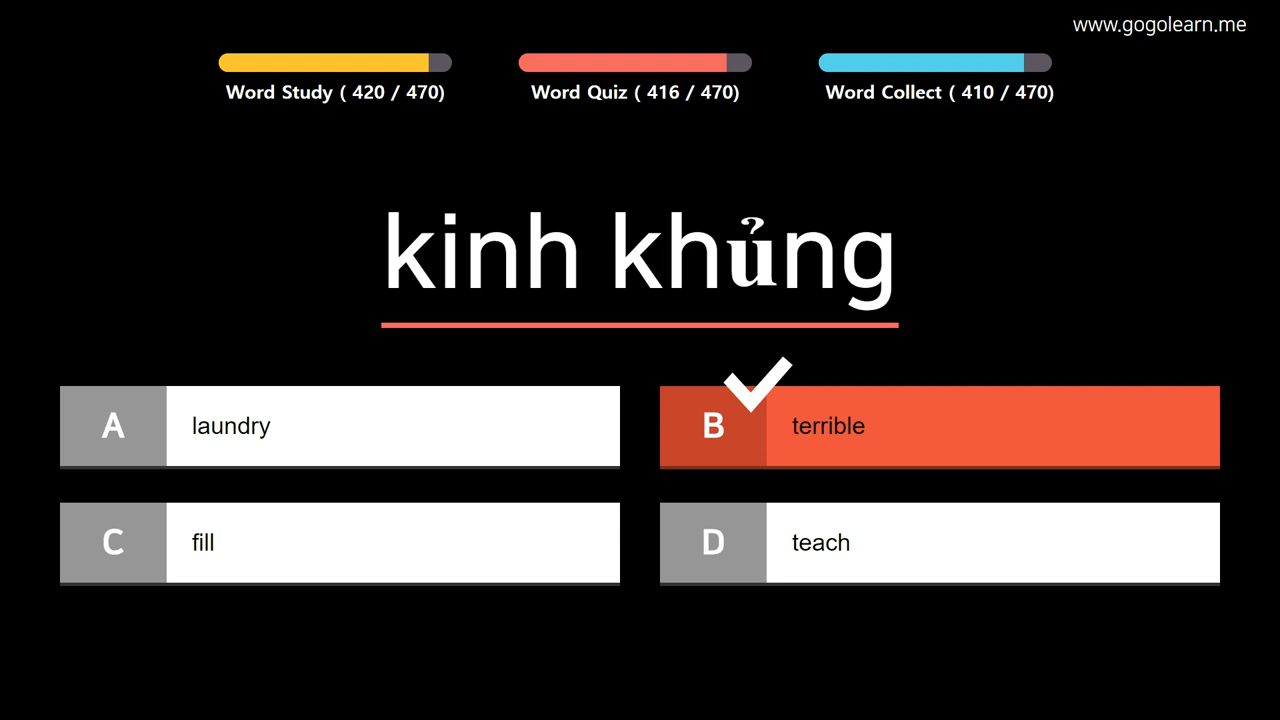 www.gogolearn.me
Word Study ( 420 / 470)
Word Quiz ( 416 / 470)
Word Collect ( 410 / 470)
kinh khủng
A laundry
B terrible
C fill
D teach